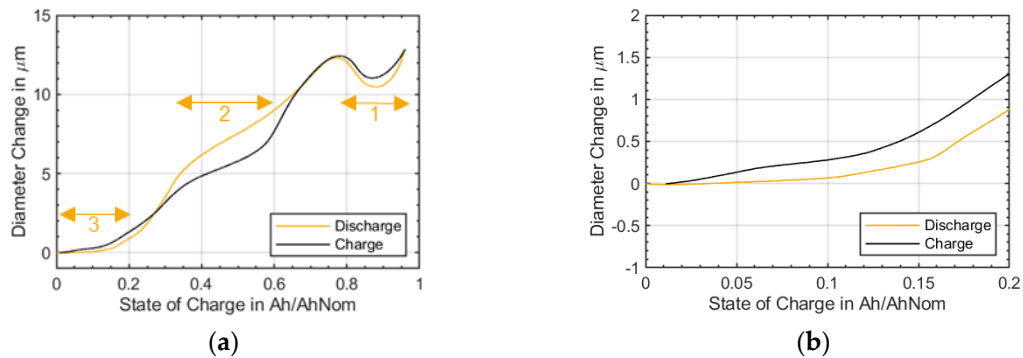 15
10
5
0
Diameter Change in μm
2
1
3
Discharge
Charge
0 0.2 0.4 0.6 0.8 1
State of Charge in Ah/AhNom
(a)
2
1.5
1
0.5
0
-0.5
-1
Diameter Change in μm
Discharge
Charge
0 0.05 0.1 0.15 0.2
State of Charge in Ah/AhNom
(b)